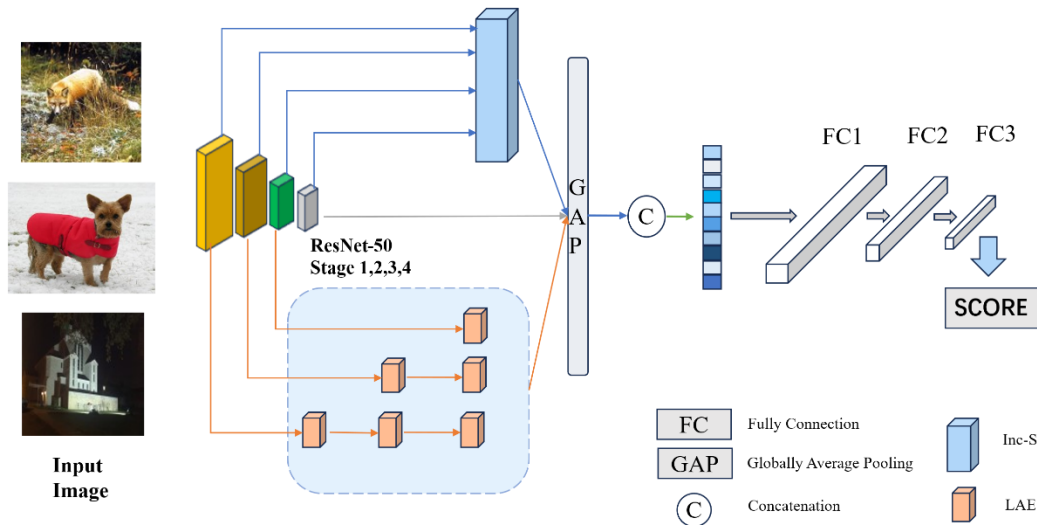 Input
Image
ResNet-50
Stage 1,2,3,4
G
A
P
C
FC1
FC2
FC3
SCORE
FC
Fully Connection
GAP
Globally Average Pooling
C
Concatenation
Inc-S
LAE